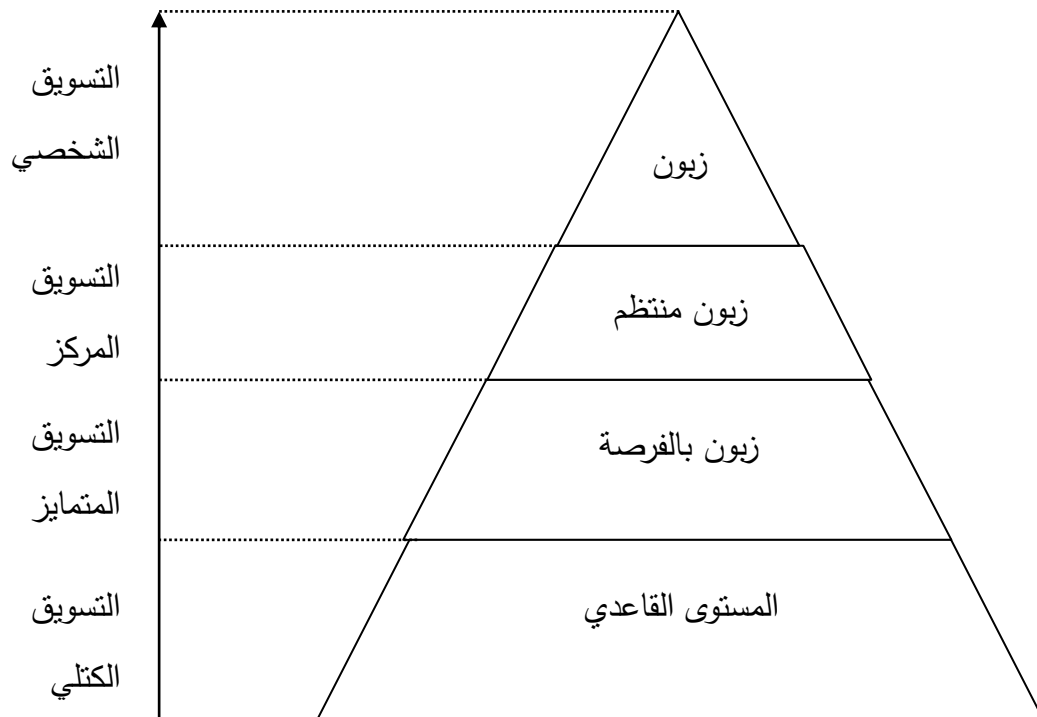 التسويق
الشخصي
زبون
التسويق
المركز
زبون منتظم
التسويق
المتمايز
زبون بالفرصة
التسويق
الكتلي
المستوى القاعدي